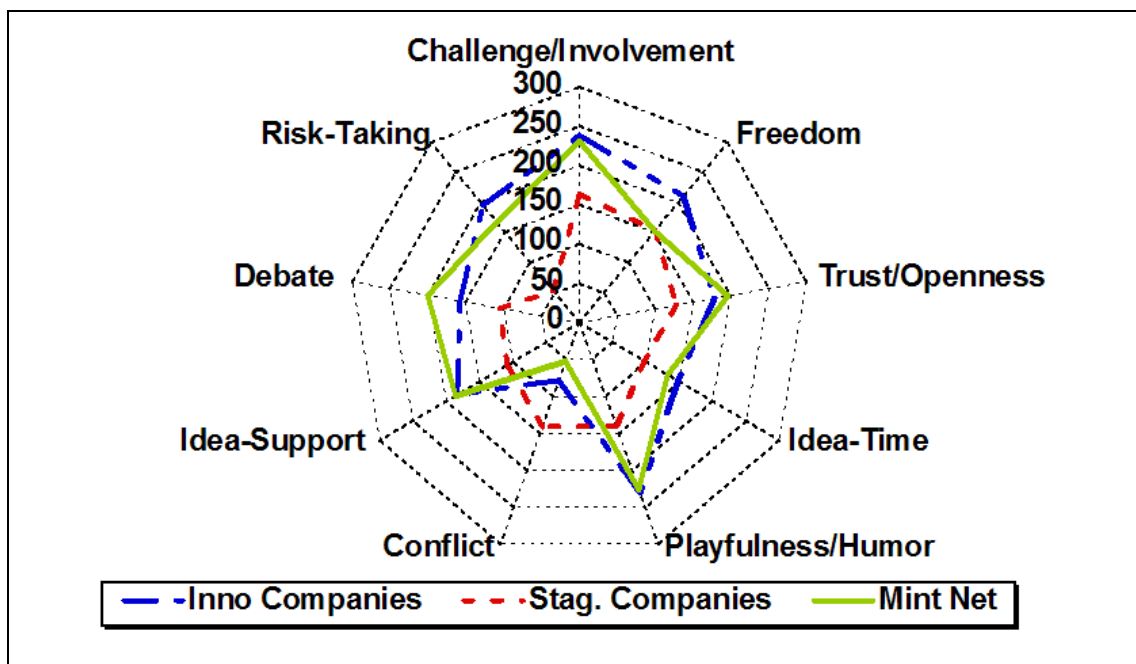 Challenge/Involvement
300
250
200
150
100
50
0
Freedom
Trust/Openness
Idea-Time
Playfulness/Humor
Conflict
Idea-Support
Debate
Risk-Taking
Inno Companies Stag. Companies Mint Net